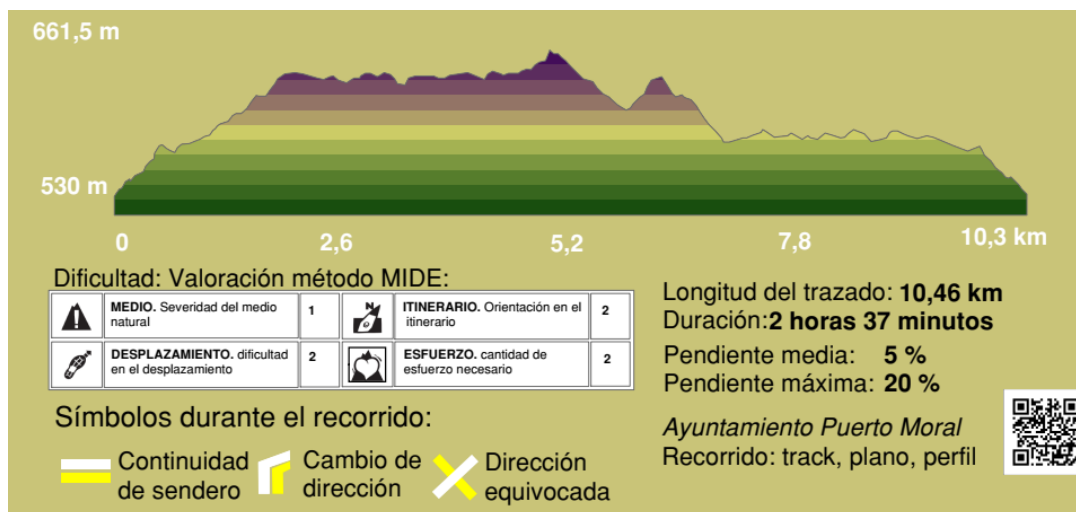 661,5 m
530 m
0 2,6 5,2 7,8 10,3 km
Dificultad: Valoración método MIDE:
MEDIO. Severidad del medio
natural
1
ITINERARIO. Orientación en el
itinerario
2
DESPLAZAMIENTO. dificultad
en el desplazamiento
2
ESFUERZO. cantidad de
esfuerzo necesario
2
N
Longitud del trazado: 10,46 km
Duración:2 horas 37 minutos
Pendiente media: 5 %
Pendiente máxima: 20 %
Símbolos durante el recorrido:
Continuidad
de sendero
Cambio de
dirección
Dirección
equivocada
Ayuntamiento Puerto Moral
Recorrido: track, plano, perfil